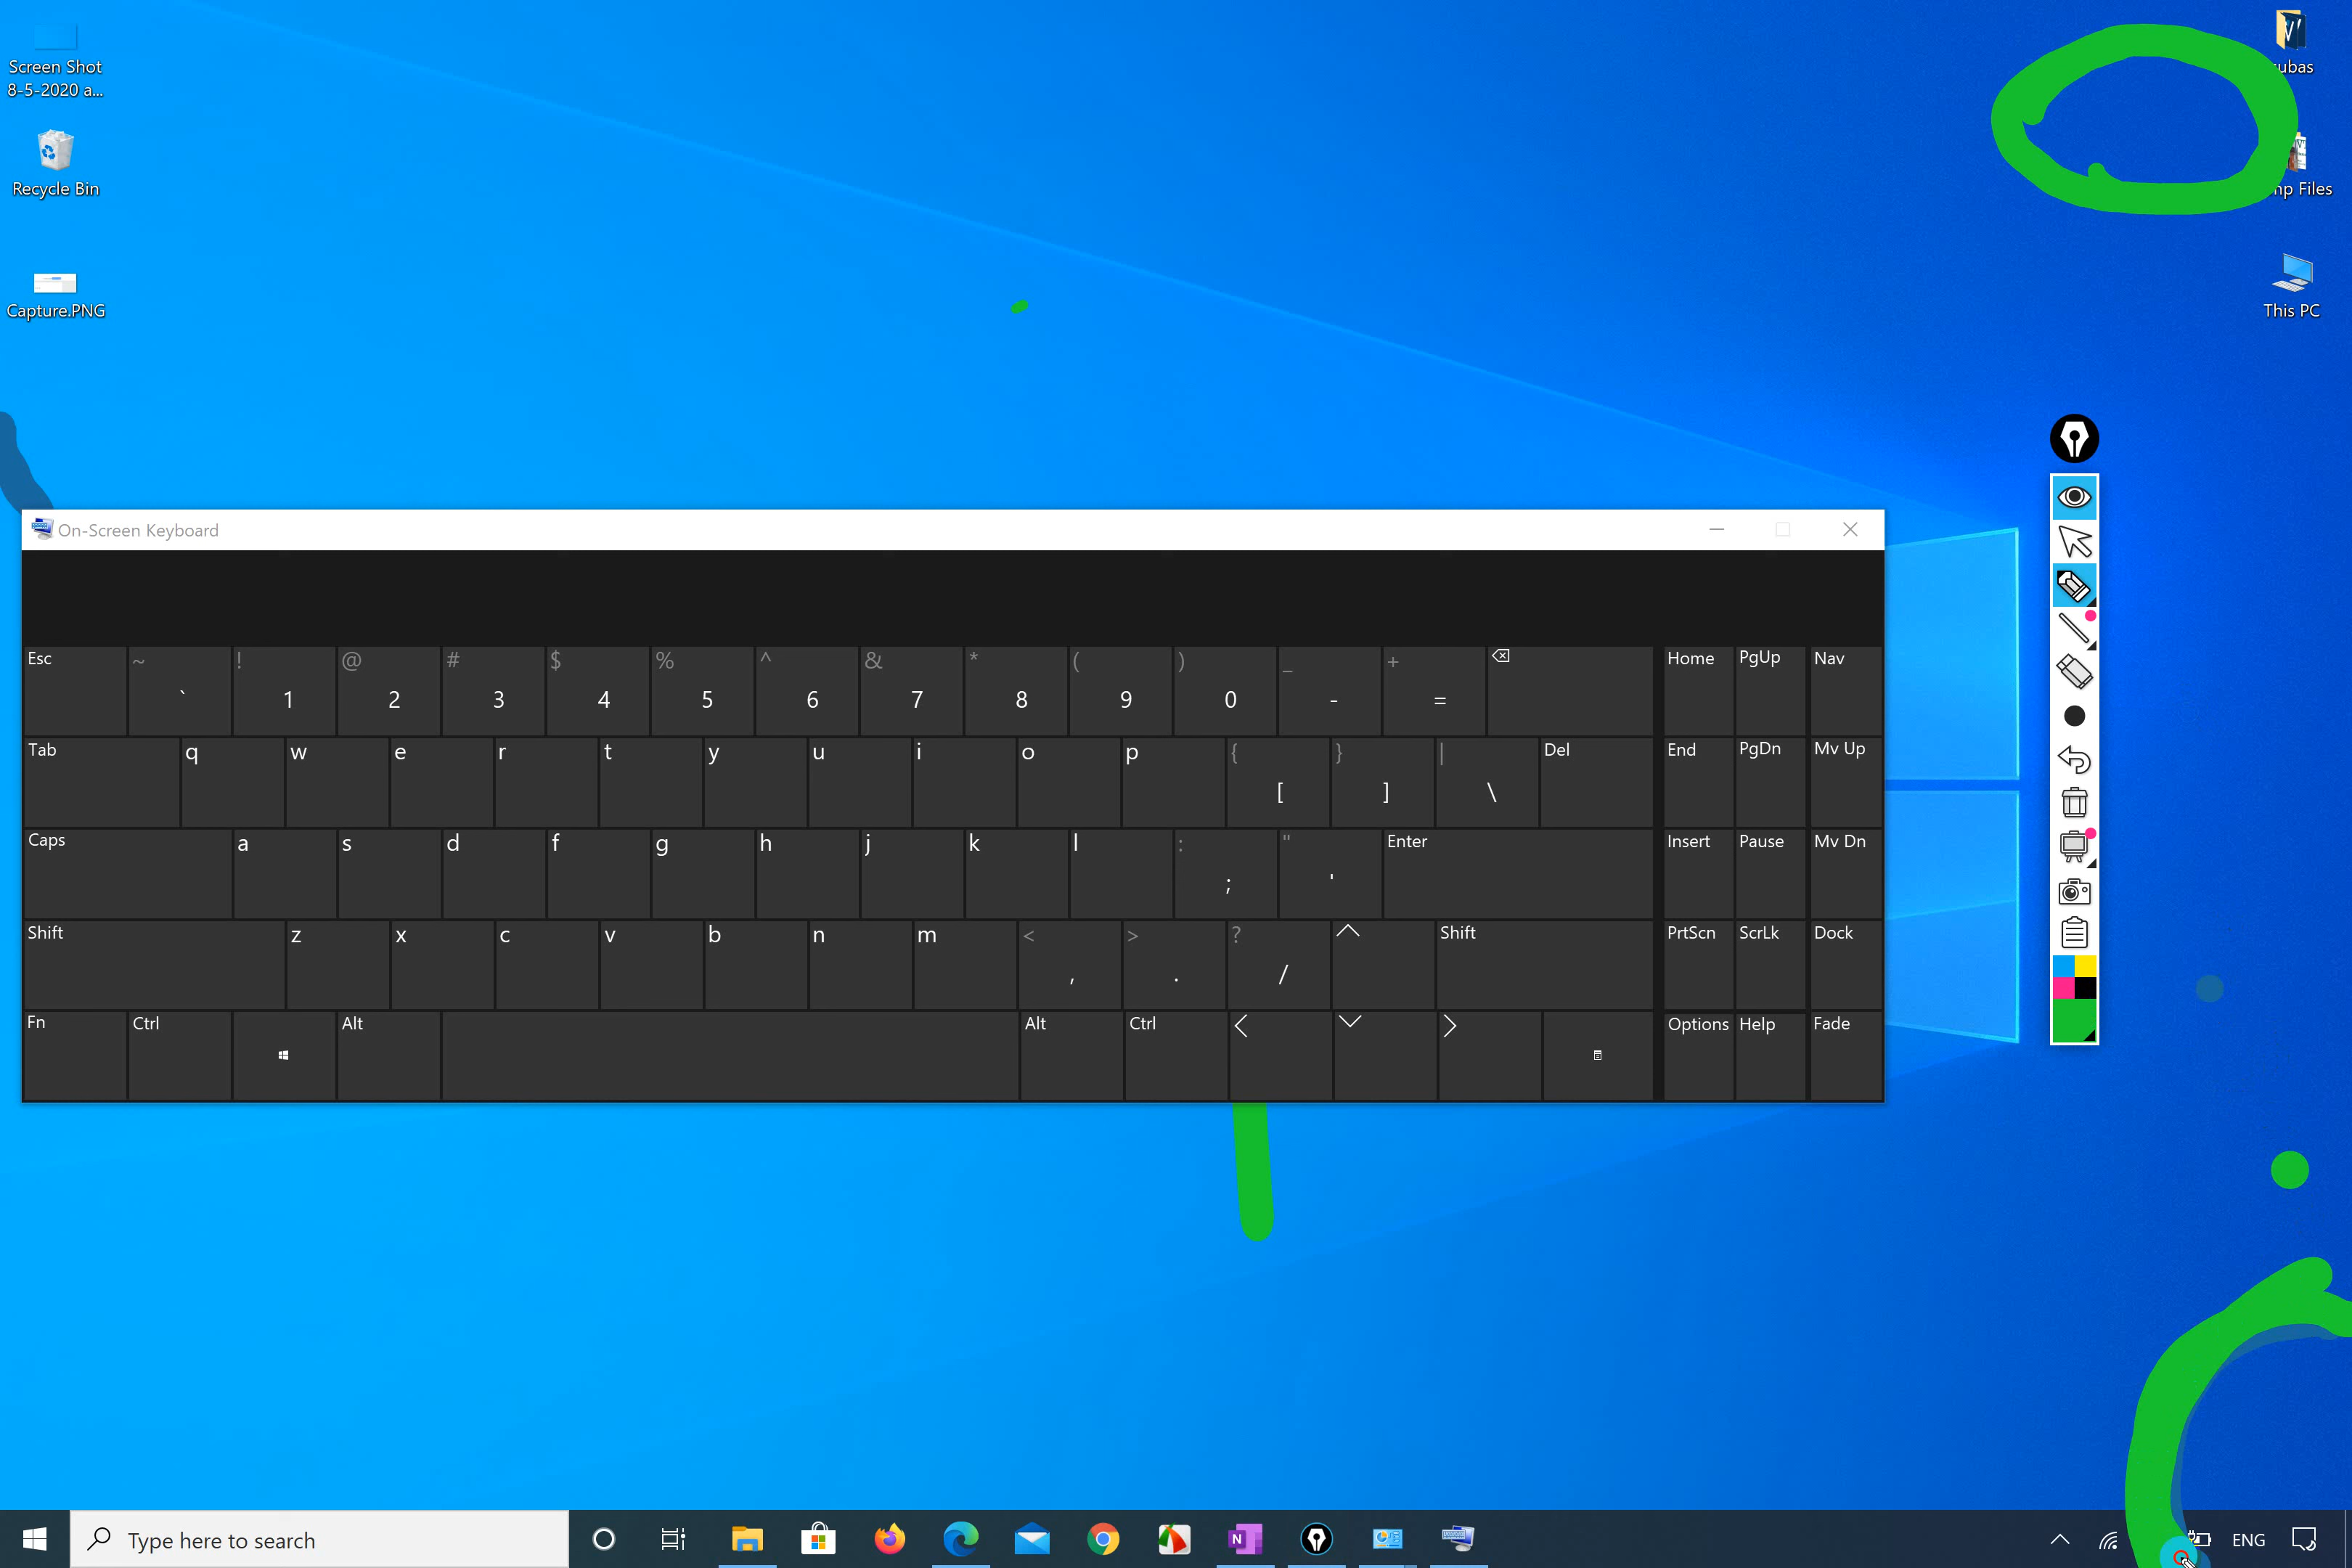 Screen Shot
8-5-2020 a...
Recycle Bin
Capture.PNG
This PC
On-Screen Keyboard
Esc ~ ` ! 1 @ 2 # 3 $ 4 % 5 ^ 6 & 7 * 8 ( 9 ) 0 _ - + = Home PgUp Nav
Tab q w e r t y u i o p { [ } ] | \ Del End PgDn Mv Up
Caps a s d f g h j k l : ; " ' Enter Insert Pause Mv Dn
Shift z x c v b n m < , > . ? / Shift PrtScn ScrLk Dock
Fn Ctrl Alt Alt Ctrl Options Help Fade
Type here to search
N
ENG